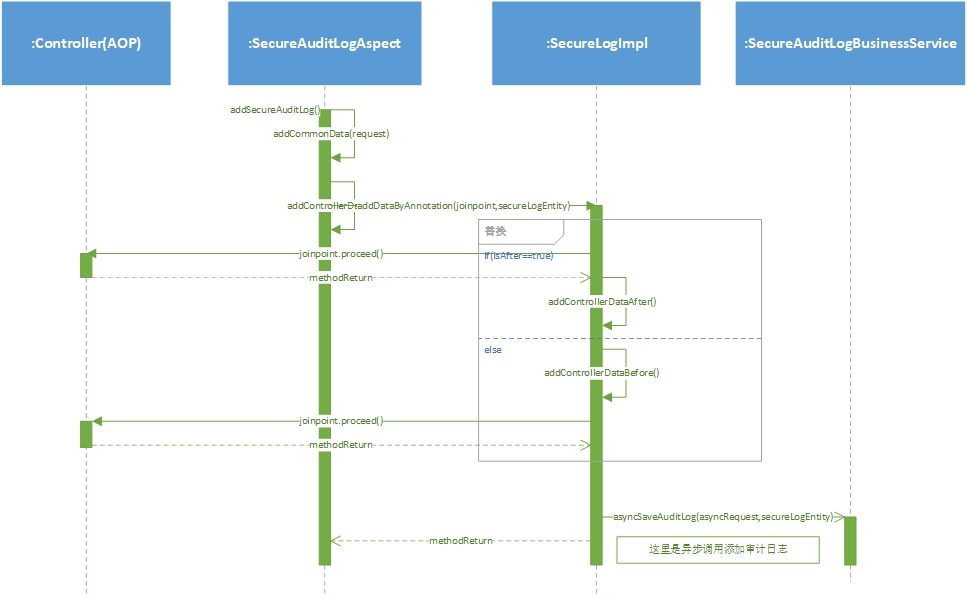 :Controller(AOP)
:SecureAuditLogAspect
:SecureLogImpl
:SecureAuditLogBusinessService
addSecureAuditLog()
addCommonData(request)
addControllerD
addDataByAnnotation(joinpoint,secureLogEntity)
替换
joinpoint.proceed()
if(isAfter==true)
methodReturn
addControllerDataAfter()
else
addControllerDataBefore()
joinpoint.proceed()
methodReturn
asyncSaveAuditLog(asyncRequest,secureLogEntity)
methodReturn
这里是异步调用添加审计日志